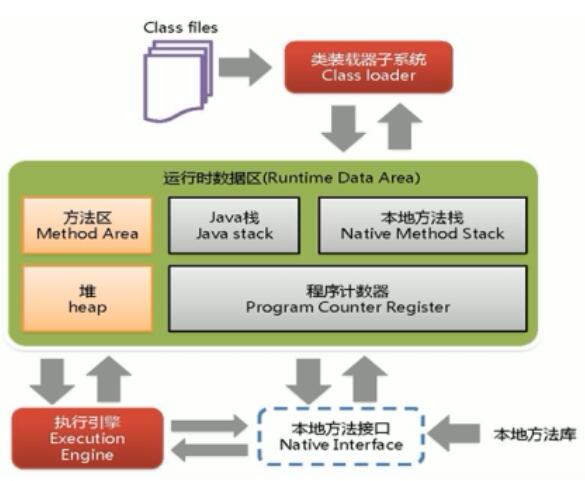 Class files
类装载器子系统
Class loader
运行时数据区(Runtime Data Area)
方法区
Method Area
Java栈
Java stack
本地方法栈
Native Method Stack
堆
heap
程序计数器
Program Counter Register
执行引擎
Execution
Engine
本地方法接口
Native Interface
本地方法库